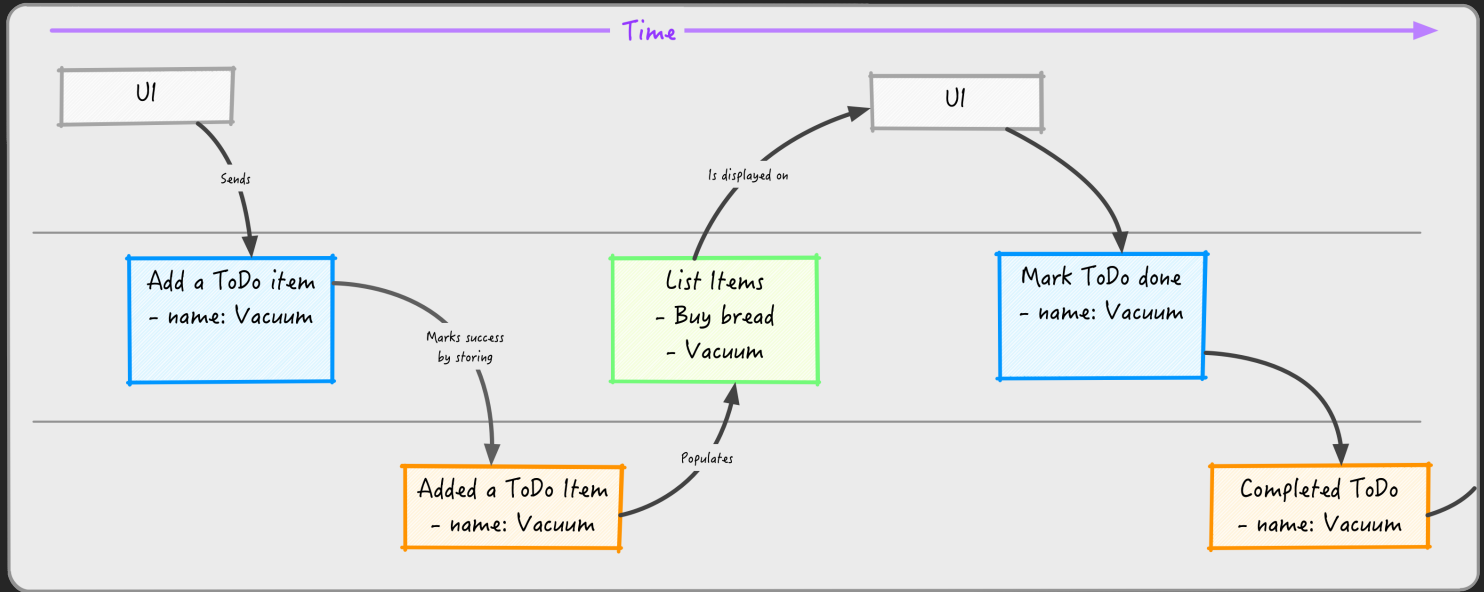 Time
UI
Sends
Add a ToDo item
- name: Vacuum
Marks success
by storing
Added a ToDo Item
- name: Vacuum
Populates
List Items
- Buy bread
- Vacuum
Is displayed on
UI
Mark ToDo done
- name: Vacuum
Completed ToDo
- name: Vacuum